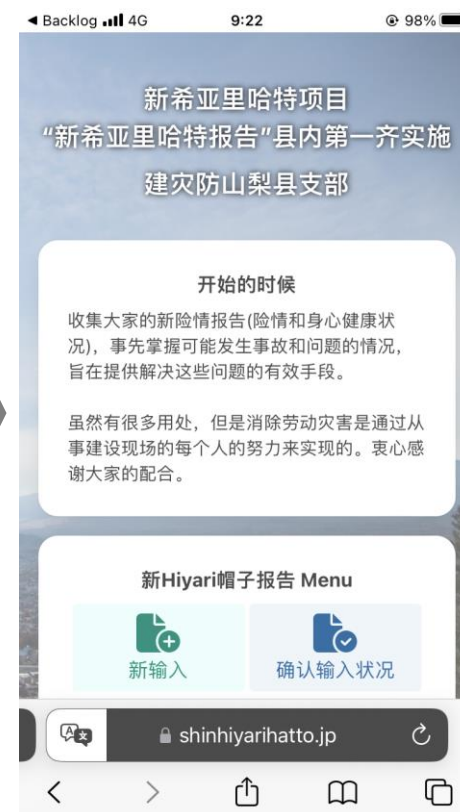 Backlog 4G 9:22 98%
新希亚里哈特项目
“新希亚里哈特报告”县内第一齐实施
建灾防山梨县支部
开始的时候
收集大家的新险情报告(险情和身心健康状
况)，事先掌握可能发生事故和问题的情况，
旨在提供解决这些问题的有效手段。
虽然有很多用处，但是消除劳动灾害是通过从
事建设现场的每个人的努力来实现的。衷心感
谢大家的配合。
新Hiyari帽子报告 Menu
新输入
确认输入状况
shinhiyarihatto.jp